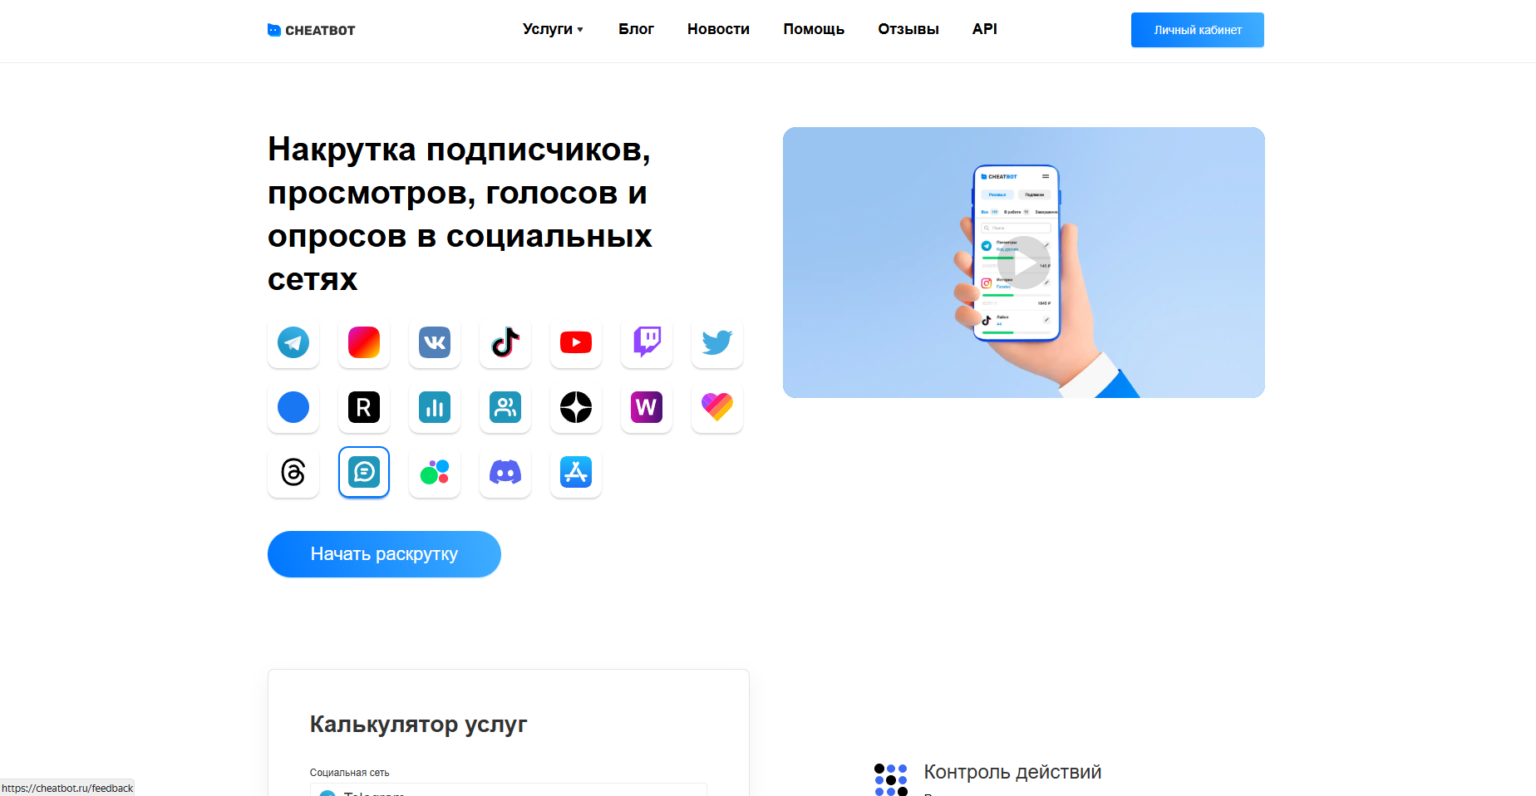 CHEATBOT
Услуги
Блог
Новости
Помощь
Отзывы
API
Личный кабинет
Накрутка подписчиков,
просмотров, голосов и
опросов в социальных
сетях
CHEATBOT
R
W
Начать раскрутку
Калькулятор услуг
Социальная сеть
Telegram
Контроль действий
https://cheatbot.ru/feedback